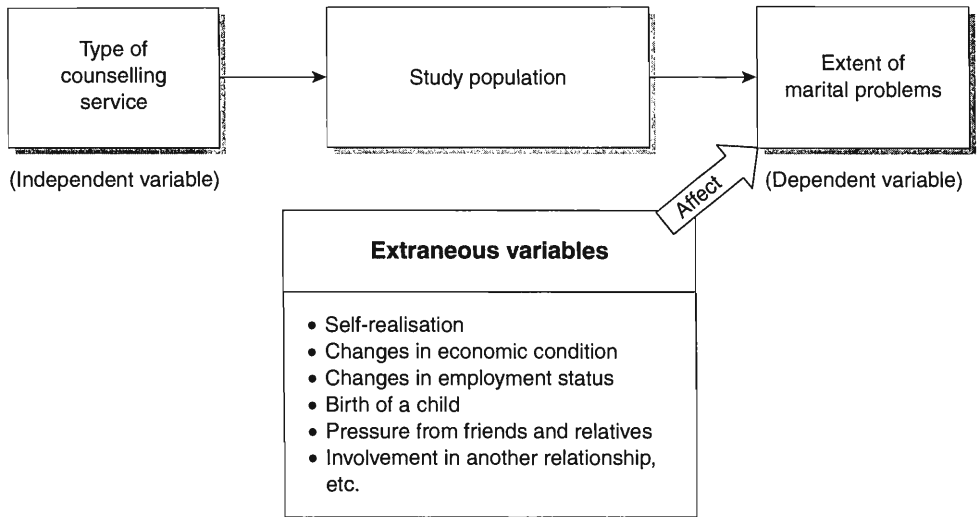 Type of
counselling
service
Study population
Extent of
marital problems
(Independent variable)
(Dependent variable)
Affect
Extraneous variables
• Self-realisation
• Changes in economic condition
• Changes in employment status
• Birth of a child
• Pressure from friends and relatives
• Involvement in another relationship,
etc.